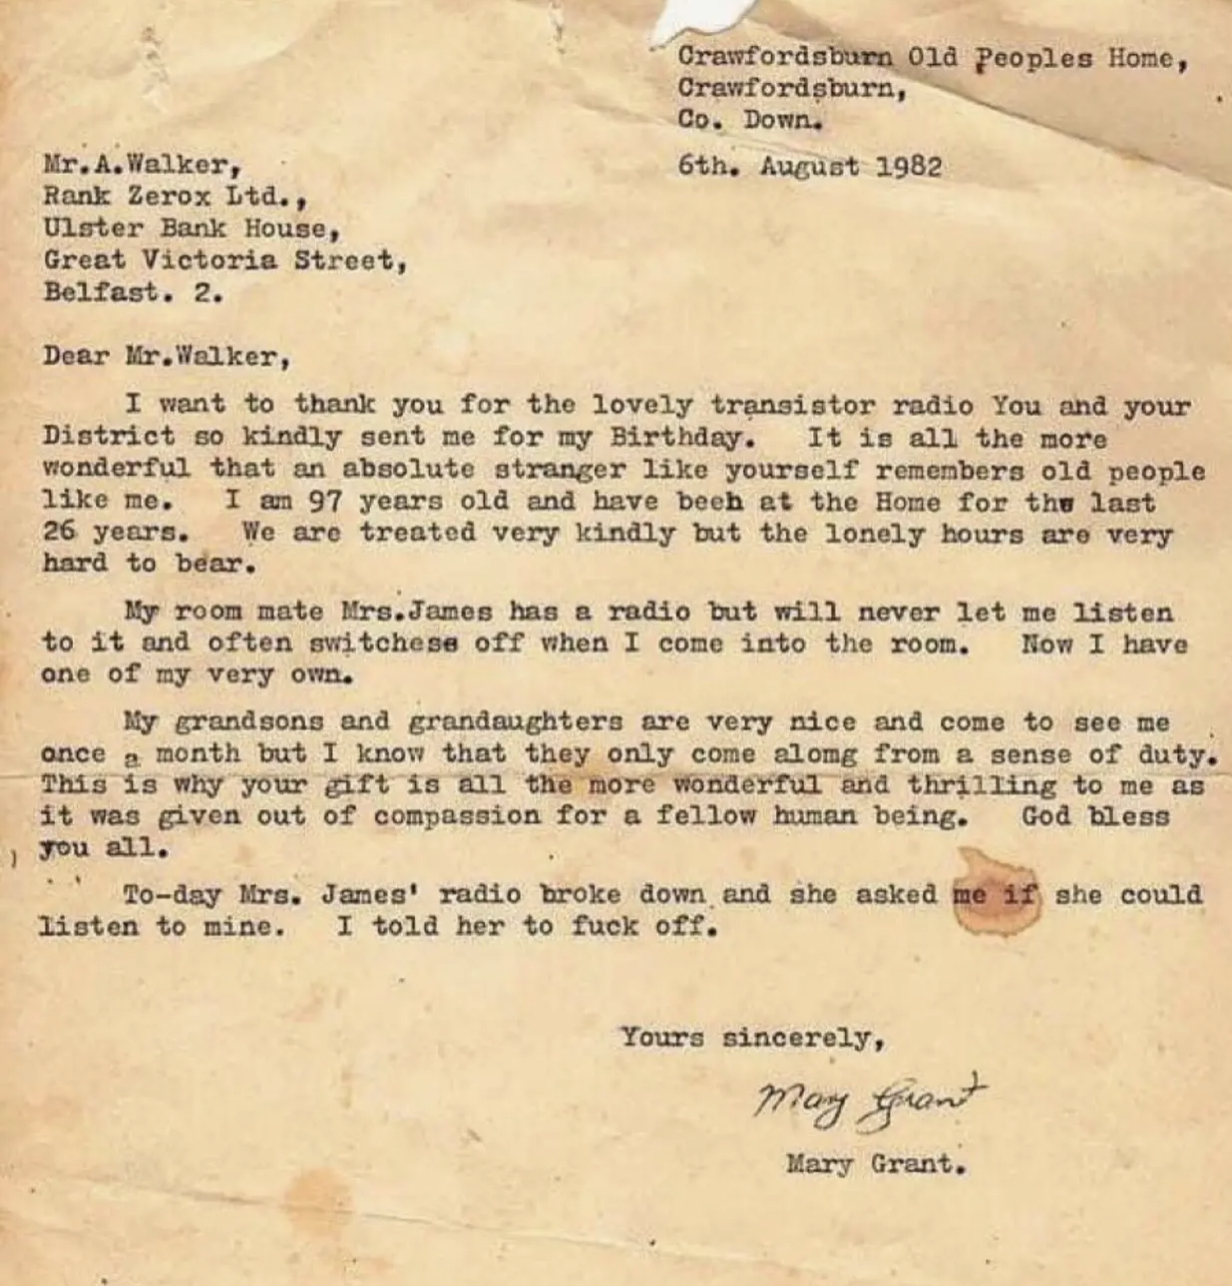 Crawfordsburn Old Peoples Home,
Crawfordsburn,
Co. Down.
6th. August 1982
Mr.A.Walker,
Rank Zerox Ltd.,
Ulster Bank House,
Great Victoria Street,
Belfast. 2.
Dear Mr.Walker,
I want to thank you for the lovely transistor radio You and your
District so kindly sent me for my Birthday. It is all the more
wonderful that an absolute stranger like yourself remembers old people
like me. I am 97 years old and have beeh at the Home for the last
26 years. We are treated very kindly but the lonely hours are very
hard to bear.
My room mate Mrs.James has a radio but will never let me listen
to it and often switchess off when I come into the room. Now I have
one of my very own.
My grandsons and grandaughters are very nice and come to see me
once a month but I know that they only come alomg from a sense of duty.
This is why your gift is all the more wonderful and thrilling to me as
it was given out of compassion for a fellow human being. God bless
you all.
To-day Mrs. James' radio broke down and she asked me if she could
listen to mine. I told her to fuck off.
Yours sincerely,
Mary Grant
Mary Grant.